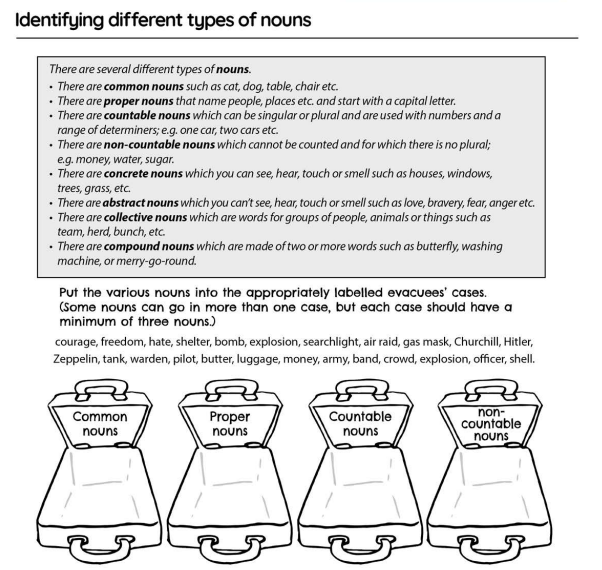 Identifying different types of nouns
There are several different types of nouns.
• There are common nouns such as cat, dog, table, chair etc.
• There are proper nouns that name people, places etc. and start with a capital letter.
• There are countable nouns which can be singular or plural and are used with numbers and a
range of determiners; e.g. one car, two cars etc.
• There are non-countable nouns which cannot be counted and for which there is no plural;
e.g. money, water, sugar.
• There are concrete nouns which you can see, hear, touch or smell such as houses, windows,
trees, grass, etc.
• There are abstract nouns which you can't see, hear, touch or smell such as love, bravery, fear, anger etc.
• There are collective nouns which are words for groups of people, animals or things such as
team, herd, bunch, etc.
• There are compound nouns which are made of two or more words such as butterfly, washing
machine, or merry-go-round.
Put the various nouns into the appropriately labelled evacuees' cases.
(Some nouns can go in more than one case, but each case should have a
minimum of three nouns.)
courage, freedom, hate, shelter, bomb, explosion, searchlight, air raid, gas mask, Churchill, Hitler,
Zeppelin, tank, warden, pilot, butter, luggage, money, army, band, crowd, explosion, officer, shell.
Common
nouns
Proper
nouns
Countable
nouns
non-
countable
nouns